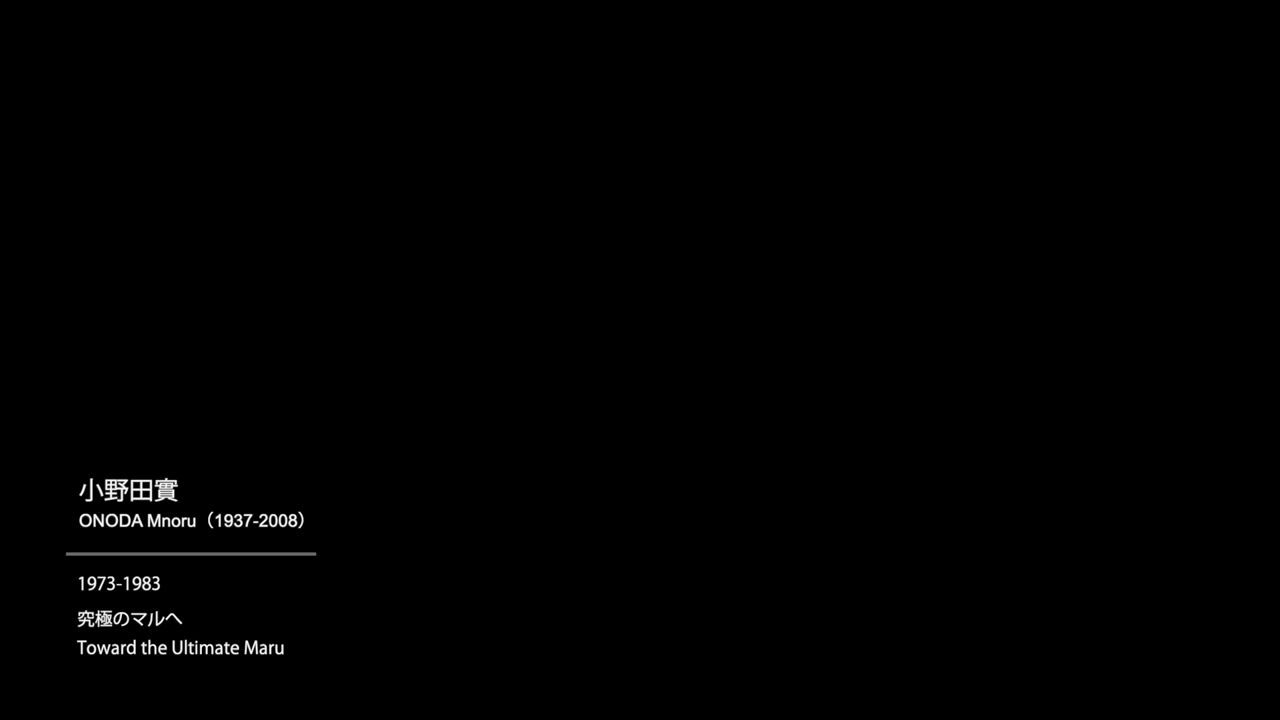 小野田實
ONODA Mnoru（1937-2008）
1973-1983
究極のマルへ
Toward the Ultimate Maru